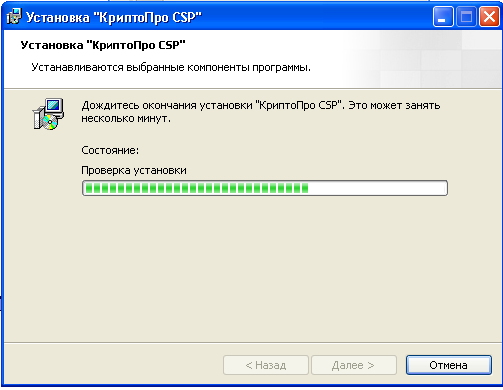 Установка "КриптоПро CSP"
Установка "КриптоПро CSP"
Устанавливаются выбранные компоненты программы.
Дождитесь окончания установки "КриптоПро CSP". Это может занять
несколько минут.
Состояние:
Проверка установки
< Назад Далее > Отмена